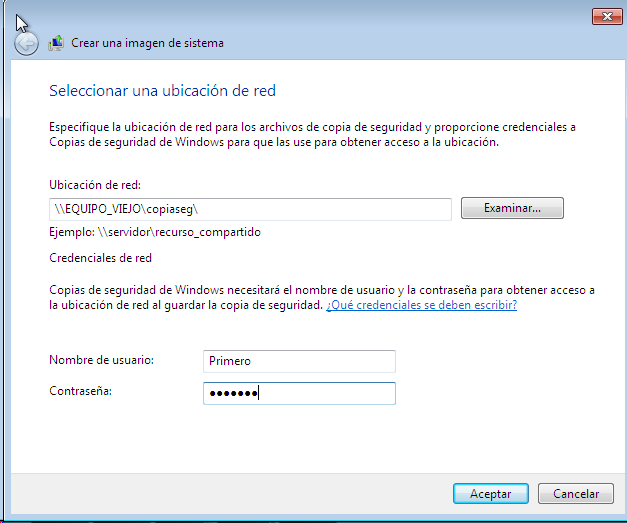 Crear una imagen de sistema
Seleccionar una ubicación de red
Especifique la ubicación de red para los archivos de copia de seguridad y proporcione credenciales a
Copias de seguridad de Windows para que las use para obtener acceso a la ubicación.
Ubicación de red:
\\EQUIPO_VIEJO\copiaseg\
Examinar...
Ejemplo: \\servidor\recurso_compartido
Credenciales de red
Copias de seguridad de Windows necesitará el nombre de usuario y la contraseña para obtener acceso a
la ubicación de red al guardar la copia de seguridad. ¿Qué credenciales se deben escribir?
Nombre de usuario:
Primero
Contraseña:
●●●●●●●
Aceptar
Cancelar